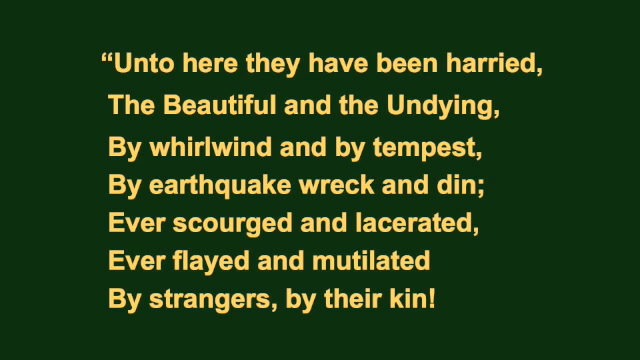 “Unto here they have been harried,
The Beautiful and the Undying,
By whirlwind and by tempest,
By earthquake wreck and din;
Ever scourged and lacerated,
Ever flayed and mutilated
By strangers, by their kin!